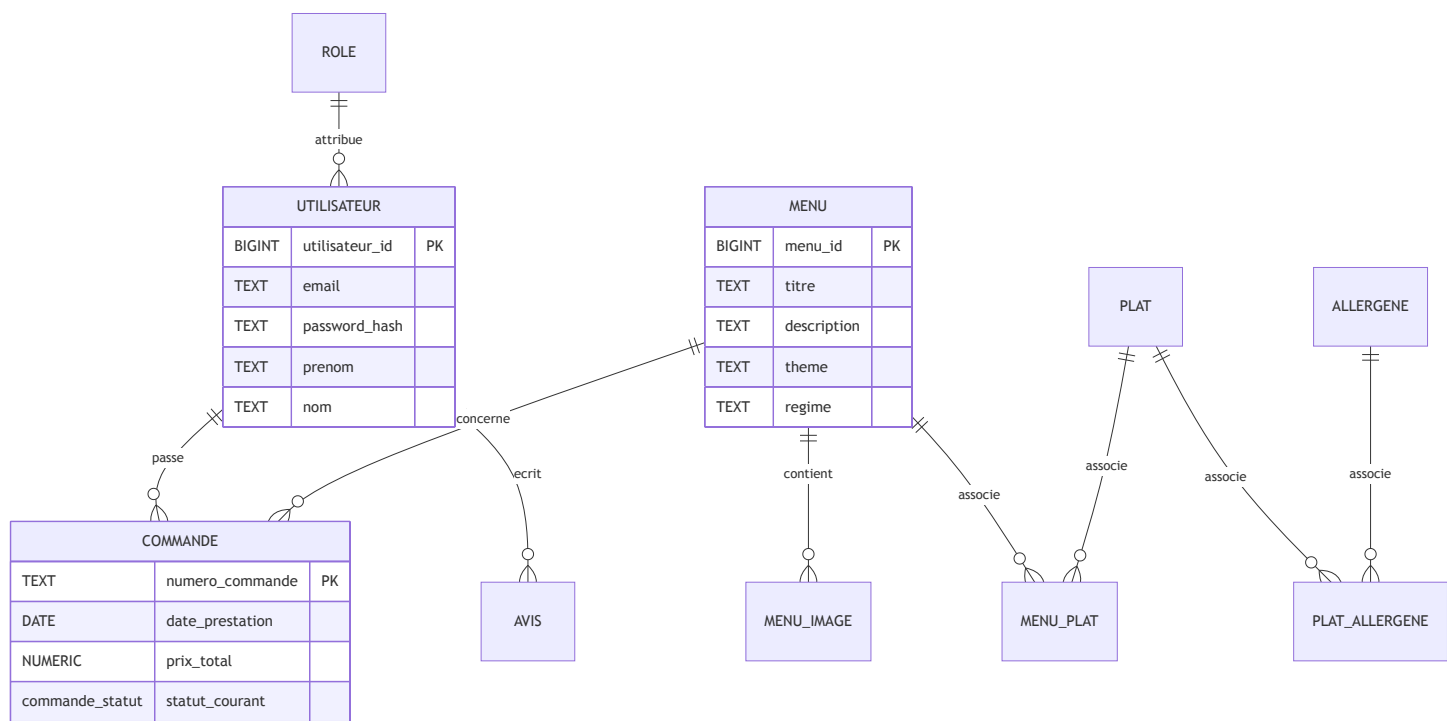 ROLE
attribue
UTILISATEUR
BIGINT utilisateur_id PK
TEXT email
TEXT password_hash
TEXT prenom
TEXT nom
MENU
BIGINT menu_id PK
TEXT titre
TEXT description
TEXT theme
TEXT regime
PLAT
ALLERGENE
concerne
passe
ecrit
contient
associe
associe
associe
associe
COMMANDE
TEXT numero_commande PK
DATE date_prestation
NUMERIC prix_total
commande_statut statut_courant
AVIS
MENU_IMAGE
MENU_PLAT
PLAT_ALLERGENE